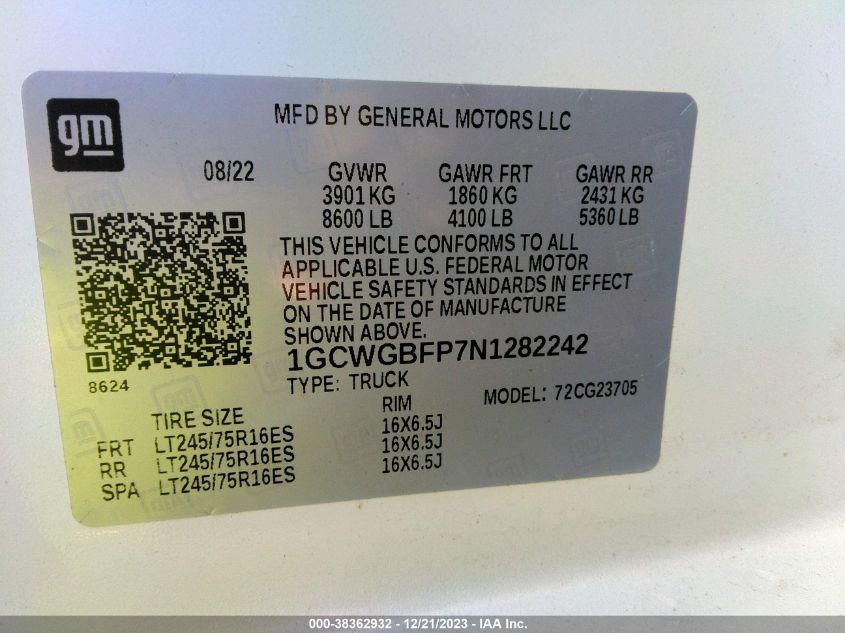 gm
MFD BY GENERAL MOTORS LLC
08/22 GVWR GAWR FRT GAWR RR
3901 KG 1860 KG 2431 KG
8600 LB 4100 LB 5360 LB
THIS VEHICLE CONFORMS TO ALL
APPLICABLE U.S. FEDERAL MOTOR
VEHICLE SAFETY STANDARDS IN EFFECT
ON THE DATE OF MANUFACTURE
SHOWN ABOVE.
1GCWGBFP7N1282242
8624
TYPE: TRUCK
MODEL: 72CG23705
TIRE SIZE RIM
FRT LT245/75R16ES 16X6.5J
RR LT245/75R16ES 16X6.5J
SPA LT245/75R16ES 16X6.5J
000-38362932 - 12/21/2023 - IAA Inc.